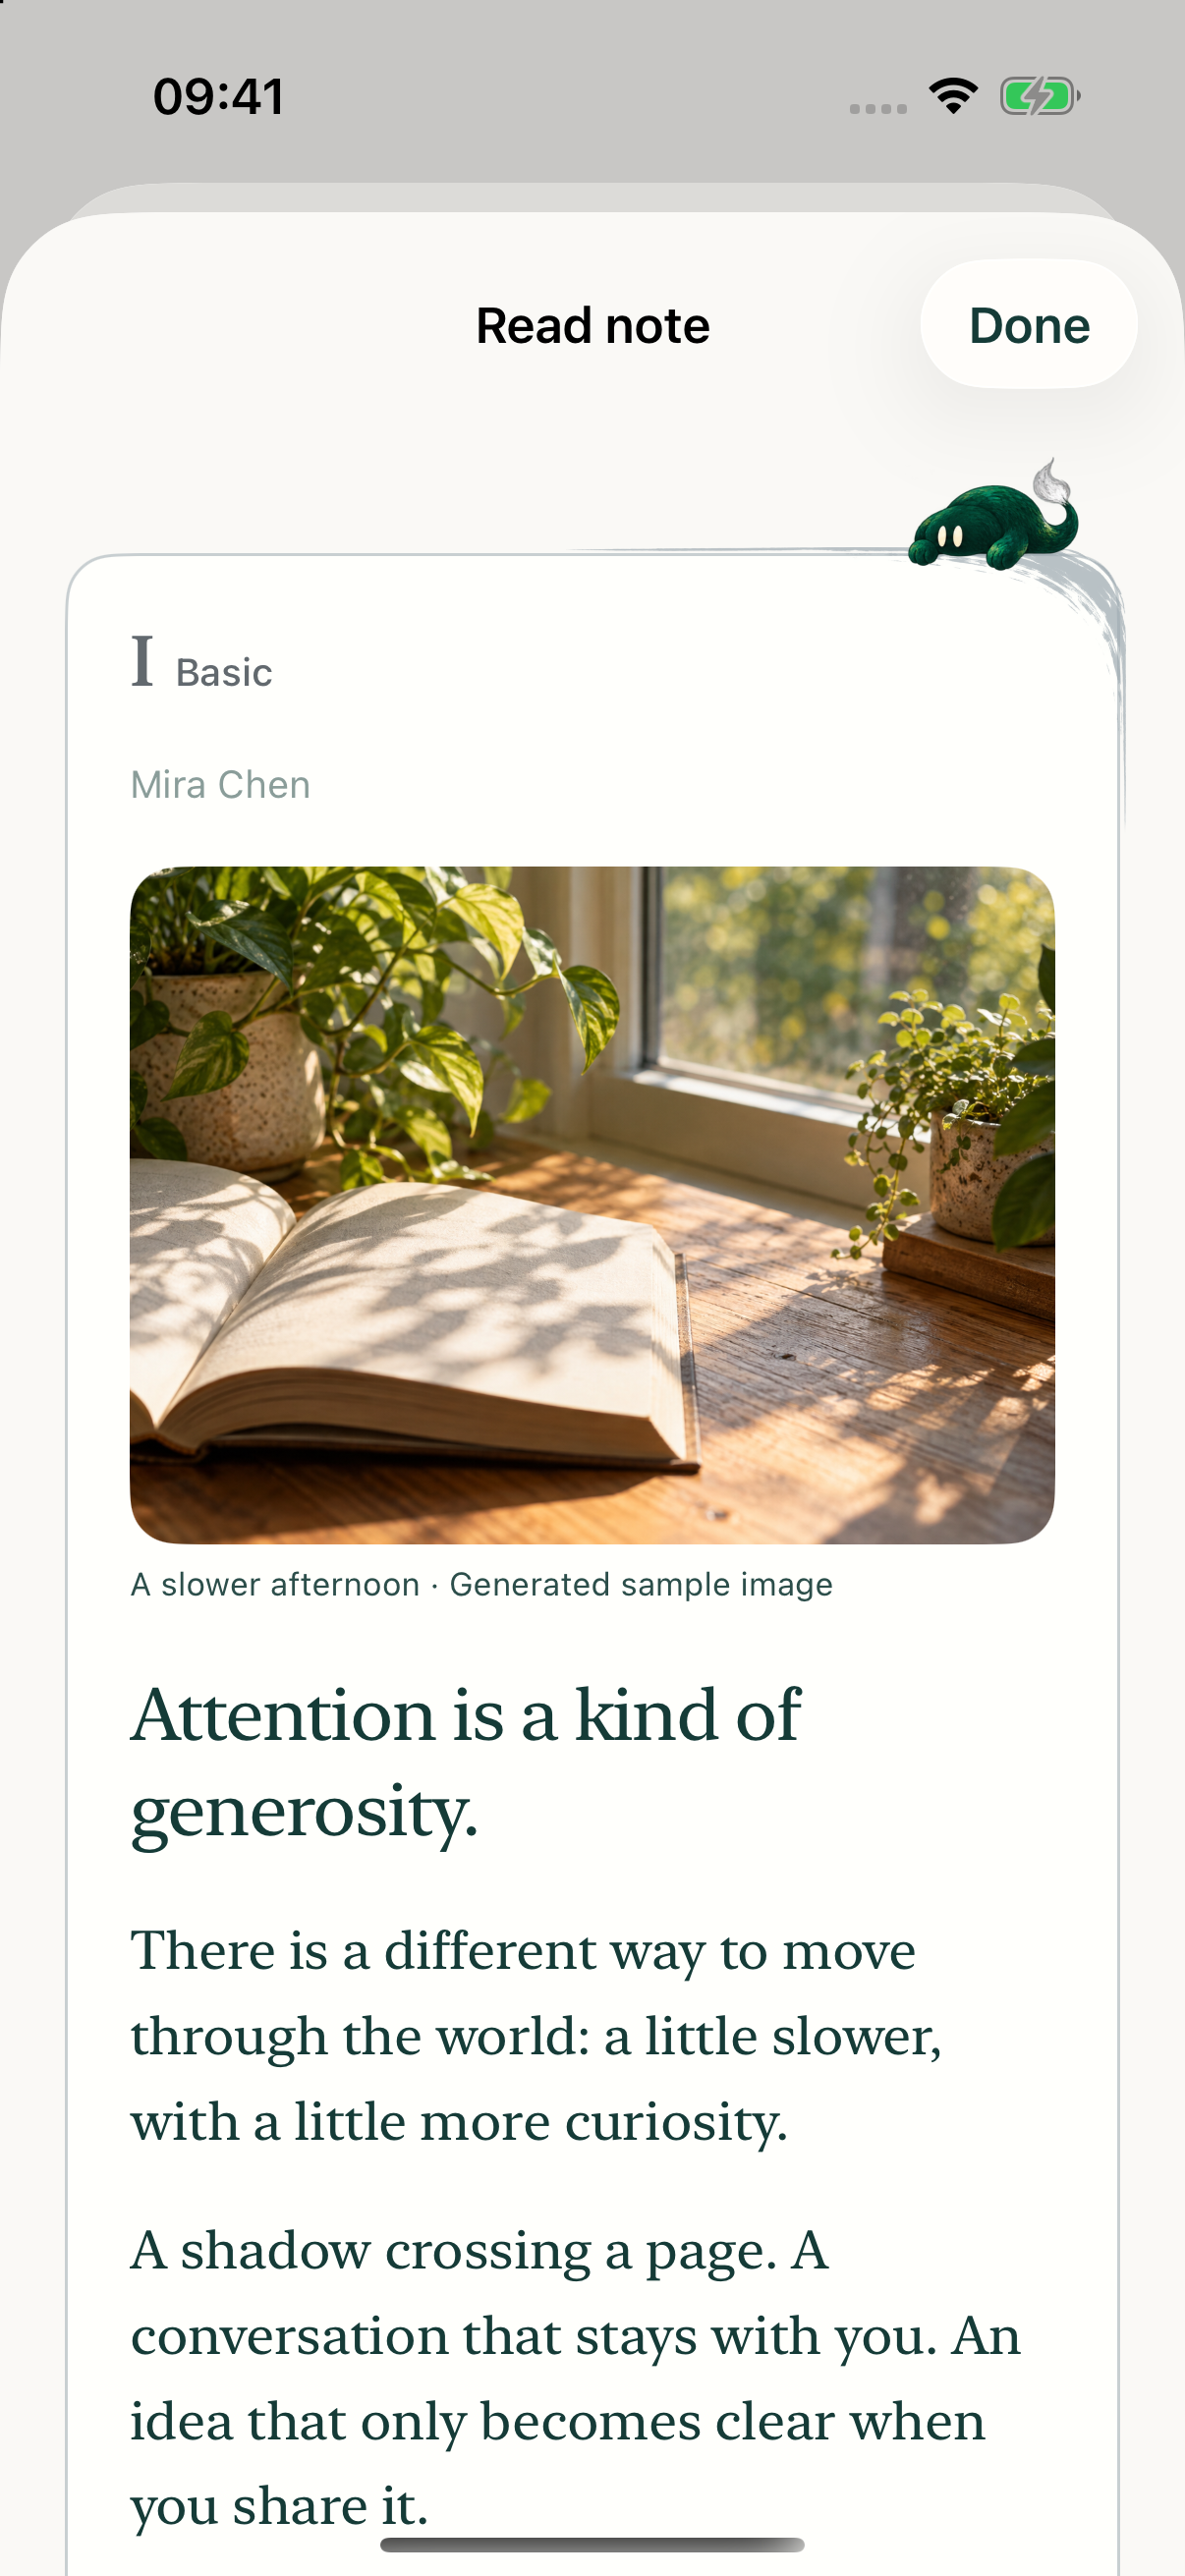 09:41
Read note
Done
I Basic
Mira Chen
A slower afternoon · Generated sample image
Attention is a kind of
generosity.
There is a different way to move
through the world: a little slower,
with a little more curiosity.
A shadow crossing a page. A
conversation that stays with you. An
idea that only becomes clear when
you share it.